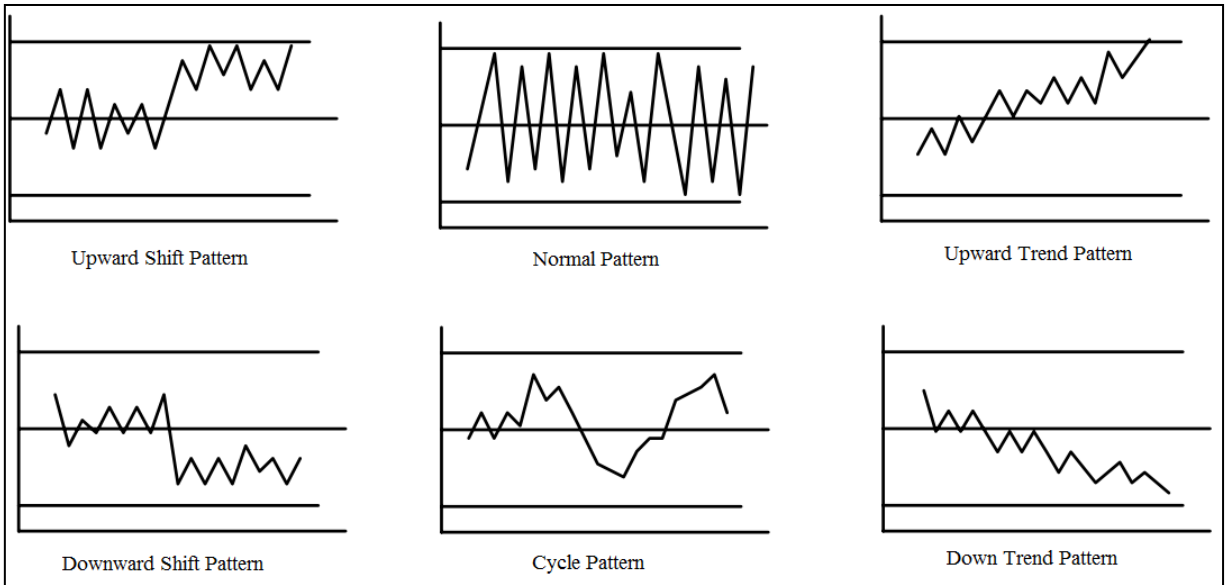 Upward Shift Pattern
Normal Pattern
Upward Trend Pattern
Downward Shift Pattern
Cycle Pattern
Down Trend Pattern